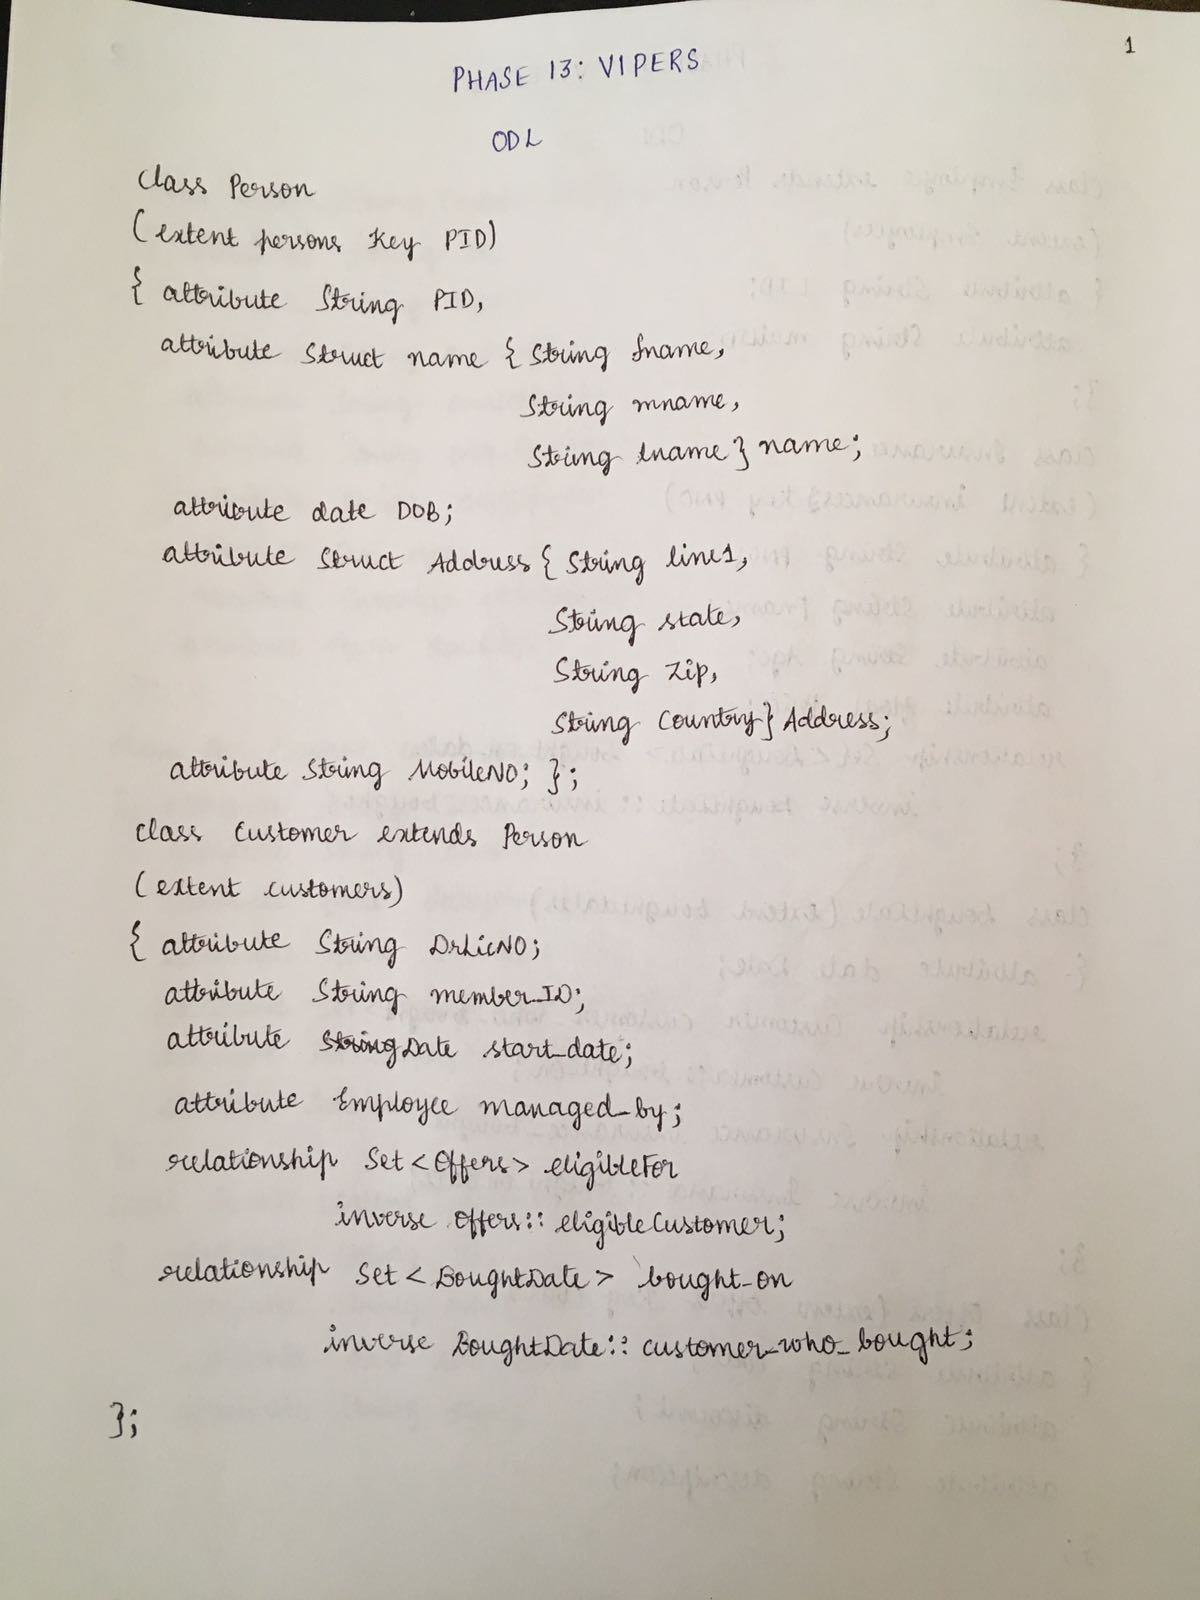 1
PHASE 13: VIPERS
ODL
Class Person
(extent persons Key PID)
{ attribute String PID,
attribute Struct name { String fname,
String mname,
String lname } name;
attribute date DOB;
attribute Struct Address { String line1,
String state,
String Zip,
String Country } Address;
attribute String MobileNO; };
class Customer extends Person
(extent customers)
{ attribute String DrLicNO;
attribute String member_ID;
attribute String Date start_date;
attribute Employee managed_by;
relationship Set < Offers > eligibleFor
inverse Offers:: eligibleCustomer;
relationship Set < BoughtDate > bought_on
inverse BoughtDate:: customer_who_bought;
};